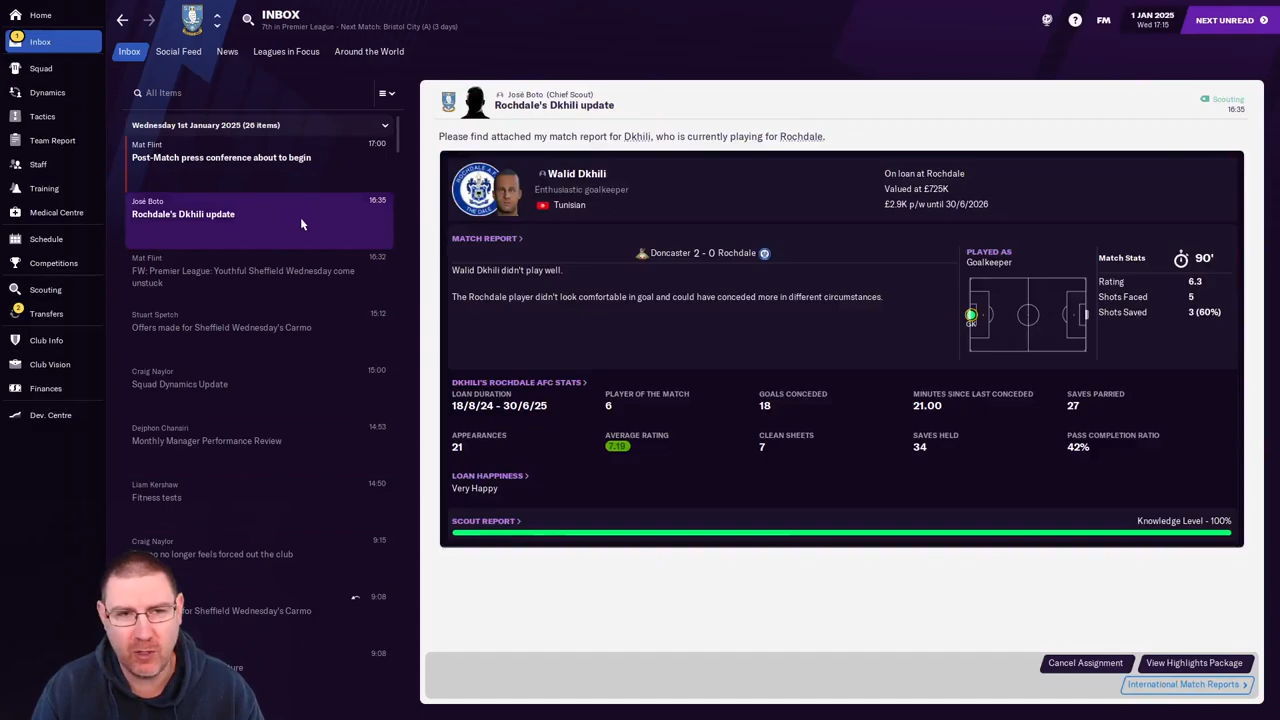 Home
INBOX
7th in Premier League - Next Match: Bristol City (A) (3 days)
FM
1 JAN 2025
Wed 17:15
NEXT UNREAD
1
Inbox
Inbox
Social Feed
News
Leagues in Focus
Around the World
Squad
Dynamics
Tactics
Team Report
Staff
Training
Medical Centre
Schedule
Competitions
Scouting
2
Transfers
Club Info
Club Vision
Finances
Dev. Centre
All Items
Wednesday 1st January 2025 (26 items)
Mat Flint
17:00
Post-Match press conference about to begin
José Boto
16:35
Rochdale's Dkhili update
Mat Flint
16:32
FW: Premier League: Youthful Sheffield Wednesday come
unstuck
Stuart Spetch
15:12
Offers made for Sheffield Wednesday's Carmo
Craig Naylor
15:00
Squad Dynamics Update
Dejphon Chansiri
14:53
Monthly Manager Performance Review
Liam Kershaw
14:50
Fitness tests
Craig Naylor
9:15
no longer feels forced out the club
9:08
for Sheffield Wednesday's Carmo
9:08
José Boto (Chief Scout)
Rochdale's Dkhili update
Scouting
16:35
Please find attached my match report for Dkhili, who is currently playing for Rochdale.
ROCHDALE A.F.C
THE DALE
Walid Dkhili
Enthusiastic goalkeeper
Tunisian
On loan at Rochdale
Valued at £725K
£2.9K p/w until 30/6/2026
MATCH REPORT
Doncaster 2 - 0 Rochdale
Walid Dkhili didn't play well.
The Rochdale player didn't look comfortable in goal and could have conceded more in different circumstances.
PLAYED AS
Goalkeeper
GK
Match Stats
90'
Rating
6.3
Shots Faced
5
Shots Saved
3 (60%)
DKHILI'S ROCHDALE AFC STATS
LOAN DURATION
18/8/24 - 30/6/25
PLAYER OF THE MATCH
6
GOALS CONCEDED
18
MINUTES SINCE LAST CONCEDED
21.00
SAVES PARRIED
27
APPEARANCES
21
AVERAGE RATING
7.19
CLEAN SHEETS
7
SAVES HELD
34
PASS COMPLETION RATIO
42%
LOAN HAPPINESS
Very Happy
SCOUT REPORT
Knowledge Level - 100%
Cancel Assignment
View Highlights Package
International Match Reports